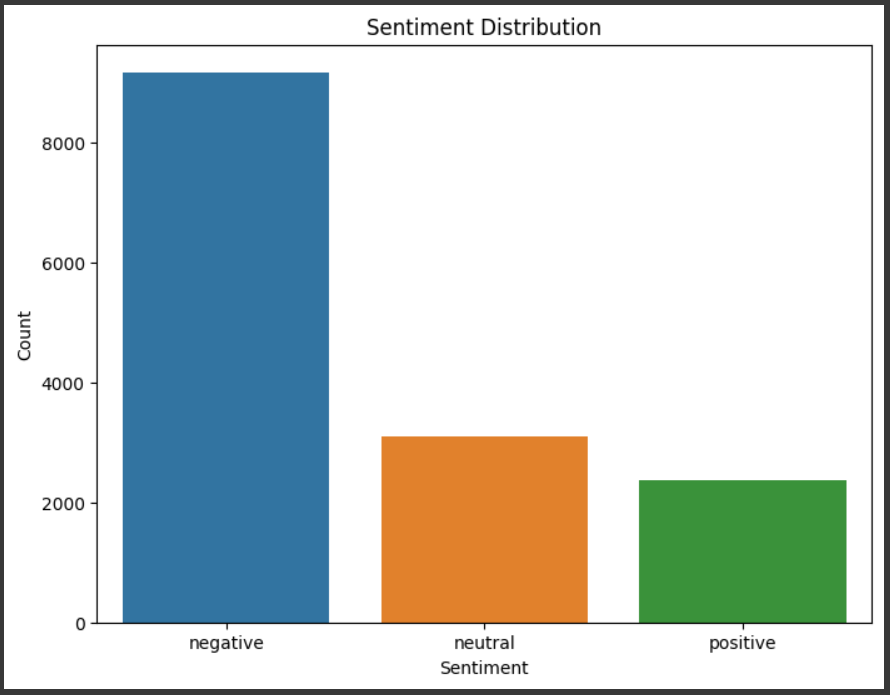 Sentiment Distribution
8000
6000
4000
2000
0
Count
negative neutral positive
Sentiment